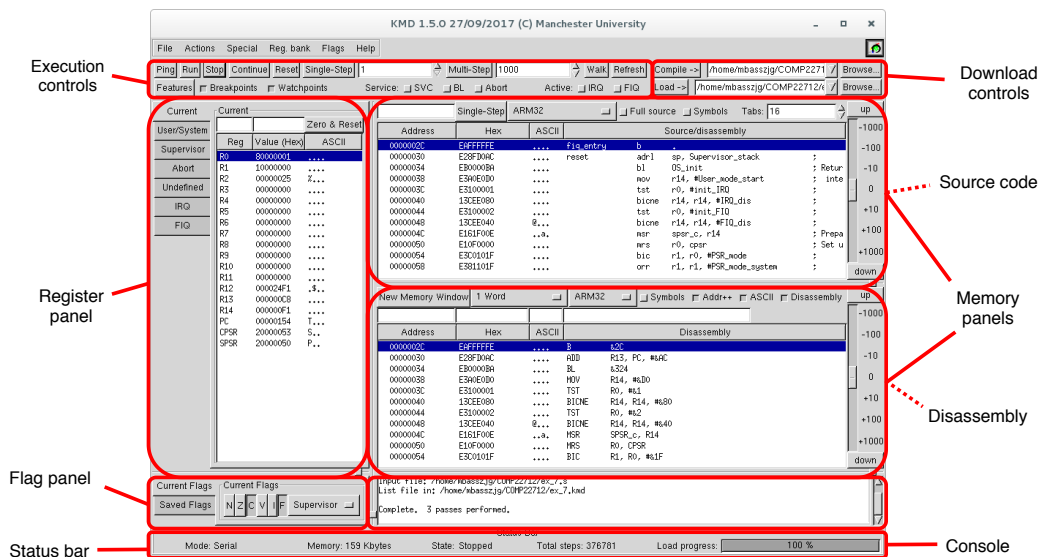 KMD 1.5.0 27/09/2017 (C) Manchester University
File Actions Special Reg. bank Flags Help
Execution controls
Ping Run Stop Continue Reset Single-Step 1 Multi-Step 1000 Walk Refresh
Features Breakpoints Watchpoints Service: SVC BL Abort Active: IRQ FIQ
Compile -> /home/mbasszjg/COMP2271 / Browse...
Load -> /home/mbasszjg/COMP22712/e / Browse...
Download controls
Current
User/System
Supervisor
Abort
Undefined
IRQ
FIQ
Register panel
Current
Zero & Reset
Reg Value (Hex) ASCII
R0 80000001 ....
R1 10000000 ....
R2 00000025 %...
R3 00000000 ....
R4 00000000 ....
R5 00000000 ....
R6 00000000 ....
R7 00000000 ....
R8 00000000 ....
R9 00000000 ....
R10 00000000 ....
R11 00000000 ....
R12 000024F1 .$..
R13 000000CB ....
R14 000000F1 ....
PC 00000154 T...
CPSR 20000053 S..
SPSR 20000050 P..
Single-Step ARM32 Full source Symbols Tabs: 16
Address Hex ASCII Source/disassembly
0000002C EAFFFFFE .... fiq_entry b .
00000030 E28FD0AC .... reset adrl sp, Supervisor_stack ;
00000034 EB0000BA .... bl OS_init ; Retur
00000038 E3A0E0D0 .... mov r14, #User_mode_start ; inte
0000003C E3100001 .... tst r0, #init_IRQ ;
00000040 13CEE080 .... bicne r14, r14, #IRQ_dis ;
00000044 E3100002 .... tst r0, #init_FIQ ;
00000048 13CEE040 @... bicne r14, r14, #FIQ_dis ;
0000004C E161F00E ..a. msr spsr_c, r14 ; Prepa
00000050 E10F0000 .... mrs r0, cpsr ; Set u
00000054 E3C0101F .... bic r1, r0, #PSR_mode ;
00000058 E381101F .... orr r1, r1, #PSR_mode_system ;
up
-1000
-100
-10
0
+10
+100
+1000
down
Source code
Memory panels
Disassembly
New Memory Window 1 Word ARM32 Symbols Addr++ ASCII Disassembly
Address Hex ASCII Disassembly
0000002C EAFFFFFE .... B &2C
00000030 E28FD0AC .... ADD R13, PC, #&AC
00000034 EB0000BA .... BL &324
00000038 E3A0E0D0 .... MOV R14, #&D0
0000003C E3100001 .... TST R0, #&1
00000040 13CEE080 .... BICNE R14, R14, #&80
00000044 E3100002 .... TST R0, #&2
00000048 13CEE040 @... BICNE R14, R14, #&40
0000004C E161F00E ..a. MSR SPSR_c, R14
00000050 E10F0000 .... MRS R0, CPSR
00000054 E3C0101F .... BIC R1, R0, #&1F
up
-1000
-100
-10
0
+10
+100
+1000
down
Flag panel
Current Flags
Saved Flags
Current Flags
N Z C V I F Supervisor
Input file: /home/mbasszjg/COMP22712/ex_7.s
List file in: /home/mbasszjg/COMP22712/ex_7.kmd
Complete. 3 passes performed.
Status bar
Status Bar
Mode: Serial Memory: 159 Kbytes State: Stopped Total steps: 376781 Load progress: 100 %
Console